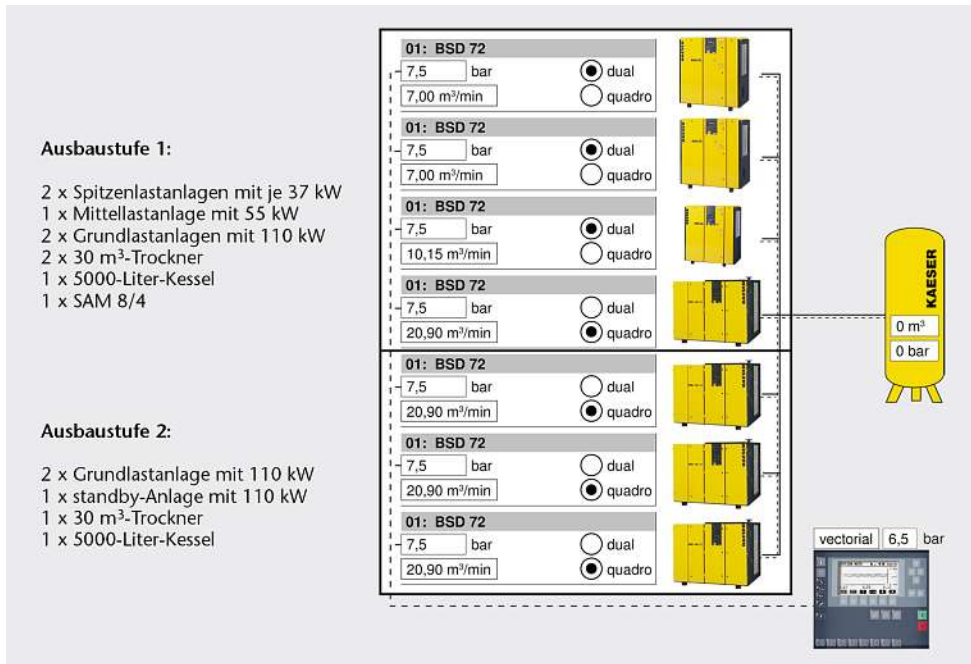 Ausbaustufe 1:
2 x Spitzenlastanlagen mit je 37 kW
1 x Mittellastanlage mit 55 kW
2 x Grundlastanlagen mit 110 kW
2 x 30 m³-Trockner
1 x 5000-Liter-Kessel
1 x SAM 8/4
Ausbaustufe 2:
2 x Grundlastanlage mit 110 kW
1 x standby-Anlage mit 110 kW
1 x 30 m³-Trockner
1 x 5000-Liter-Kessel
01: BSD 72
7,5 bar dual
7,00 m³/min quadro
01: BSD 72
7,5 bar dual
7,00 m³/min quadro
01: BSD 72
7,5 bar dual
10,15 m³/min quadro
01: BSD 72
7,5 bar dual
20,90 m³/min quadro
01: BSD 72
7,5 bar dual
20,90 m³/min quadro
01: BSD 72
7,5 bar dual
20,90 m³/min quadro
01: BSD 72
7,5 bar dual
20,90 m³/min quadro
KAESER
0 m³
0 bar
vectorial 6,5 bar